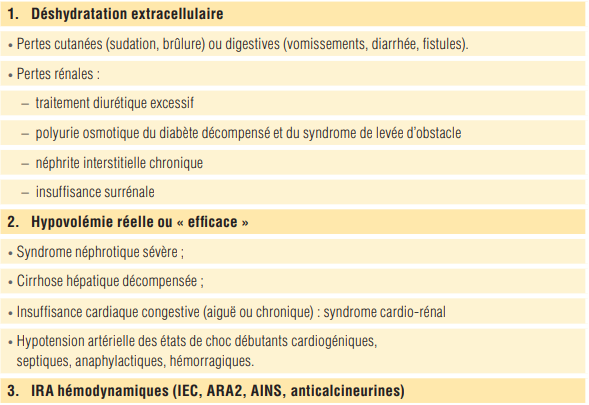 1. Déshydratation extracellulaire
• Pertes cutanées (sudation, brûlure) ou digestives (vomissements, diarrhée, fistules).
• Pertes rénales :
– traitement diurétique excessif
– polyurie osmotique du diabète décompensé et du syndrome de levée d’obstacle
– néphrite interstitielle chronique
– insuffisance surrénale
2. Hypovolémie réelle ou « efficace »
• Syndrome néphrotique sévère ;
• Cirrhose hépatique décompensée ;
• Insuffisance cardiaque congestive (aiguë ou chronique) : syndrome cardio-rénal
• Hypotension artérielle des états de choc débutants cardiogéniques,
septiques, anaphylactiques, hémorragiques.
3. IRA hémodynamiques (IEC, ARA2, AINS, anticalcineurines)